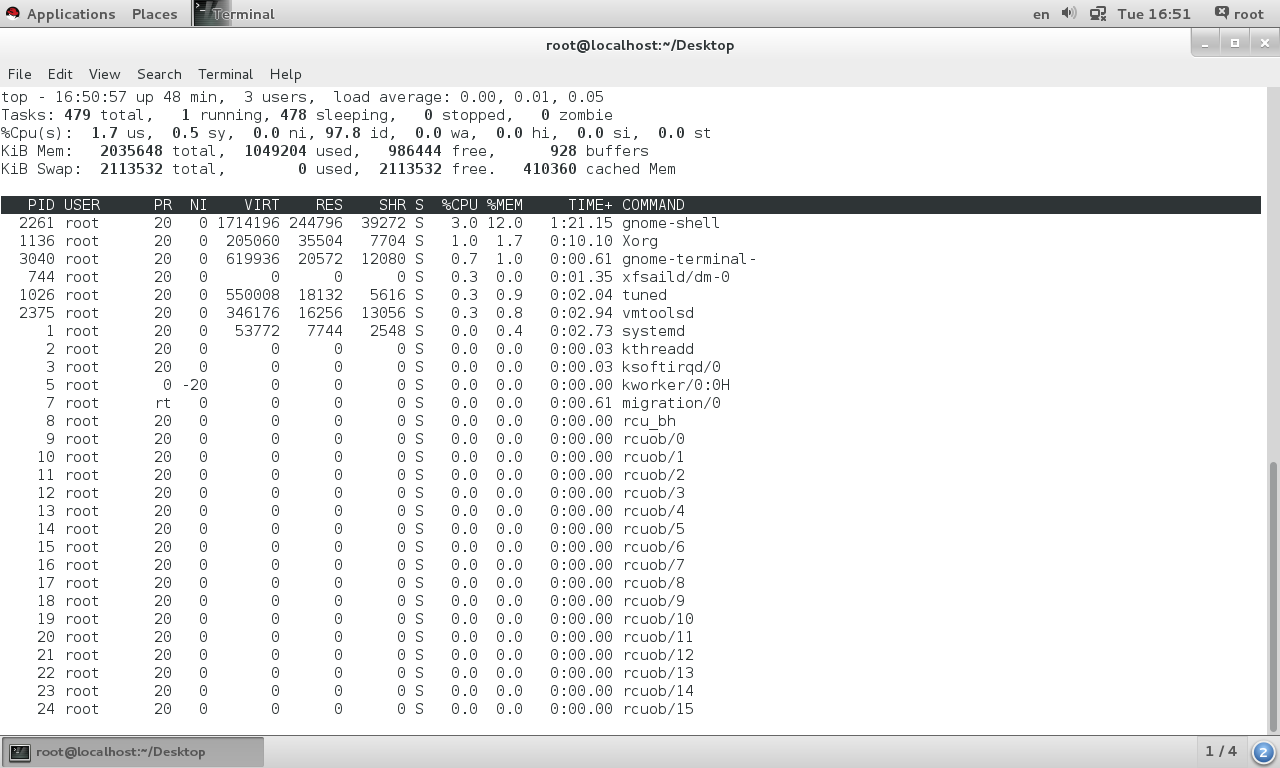 Applications Places Terminal en Tue 16:51 root
root@localhost:~/Desktop
File Edit View Search Terminal Help
top - 16:50:57 up 48 min,  3 users,  load average: 0.00, 0.01, 0.05
Tasks: 479 total,   1 running, 478 sleeping,   0 stopped,   0 zombie
%Cpu(s):  1.7 us,  0.5 sy,  0.0 ni, 97.8 id,  0.0 wa,  0.0 hi,  0.0 si,  0.0 st
KiB Mem:   2035648 total,  1049204 used,   986444 free,      928 buffers
KiB Swap:  2113532 total,        0 used,  2113532 free.   410360 cached Mem
PID USER PR NI VIRT RES SHR S %CPU %MEM TIME+ COMMAND
2261 root 20 0 1714196 244796 39272 S 3.0 12.0 1:21.15 gnome-shell
1136 root 20 0 205060 35504 7704 S 1.0 1.7 0:10.10 Xorg
3040 root 20 0 619936 20572 12080 S 0.7 1.0 0:00.61 gnome-terminal-
744 root 20 0 0 0 0 S 0.3 0.0 0:01.35 xfsaild/dm-0
1026 root 20 0 550008 18132 5616 S 0.3 0.9 0:02.04 tuned
2375 root 20 0 346176 16256 13056 S 0.3 0.8 0:02.94 vmtoolsd
1 root 20 0 53772 7744 2548 S 0.0 0.4 0:02.73 systemd
2 root 20 0 0 0 0 S 0.0 0.0 0:00.03 kthreadd
3 root 20 0 0 0 0 S 0.0 0.0 0:00.03 ksoftirqd/0
5 root 0 -20 0 0 0 S 0.0 0.0 0:00.00 kworker/0:0H
7 root rt 0 0 0 0 S 0.0 0.0 0:00.61 migration/0
8 root 20 0 0 0 0 S 0.0 0.0 0:00.00 rcu_bh
9 root 20 0 0 0 0 S 0.0 0.0 0:00.00 rcuob/0
10 root 20 0 0 0 0 S 0.0 0.0 0:00.00 rcuob/1
11 root 20 0 0 0 0 S 0.0 0.0 0:00.00 rcuob/2
12 root 20 0 0 0 0 S 0.0 0.0 0:00.00 rcuob/3
13 root 20 0 0 0 0 S 0.0 0.0 0:00.00 rcuob/4
14 root 20 0 0 0 0 S 0.0 0.0 0:00.00 rcuob/5
15 root 20 0 0 0 0 S 0.0 0.0 0:00.00 rcuob/6
16 root 20 0 0 0 0 S 0.0 0.0 0:00.00 rcuob/7
17 root 20 0 0 0 0 S 0.0 0.0 0:00.00 rcuob/8
18 root 20 0 0 0 0 S 0.0 0.0 0:00.00 rcuob/9
19 root 20 0 0 0 0 S 0.0 0.0 0:00.00 rcuob/10
20 root 20 0 0 0 0 S 0.0 0.0 0:00.00 rcuob/11
21 root 20 0 0 0 0 S 0.0 0.0 0:00.00 rcuob/12
22 root 20 0 0 0 0 S 0.0 0.0 0:00.00 rcuob/13
23 root 20 0 0 0 0 S 0.0 0.0 0:00.00 rcuob/14
24 root 20 0 0 0 0 S 0.0 0.0 0:00.00 rcuob/15
root@localhost:~/Desktop 1 / 4 2